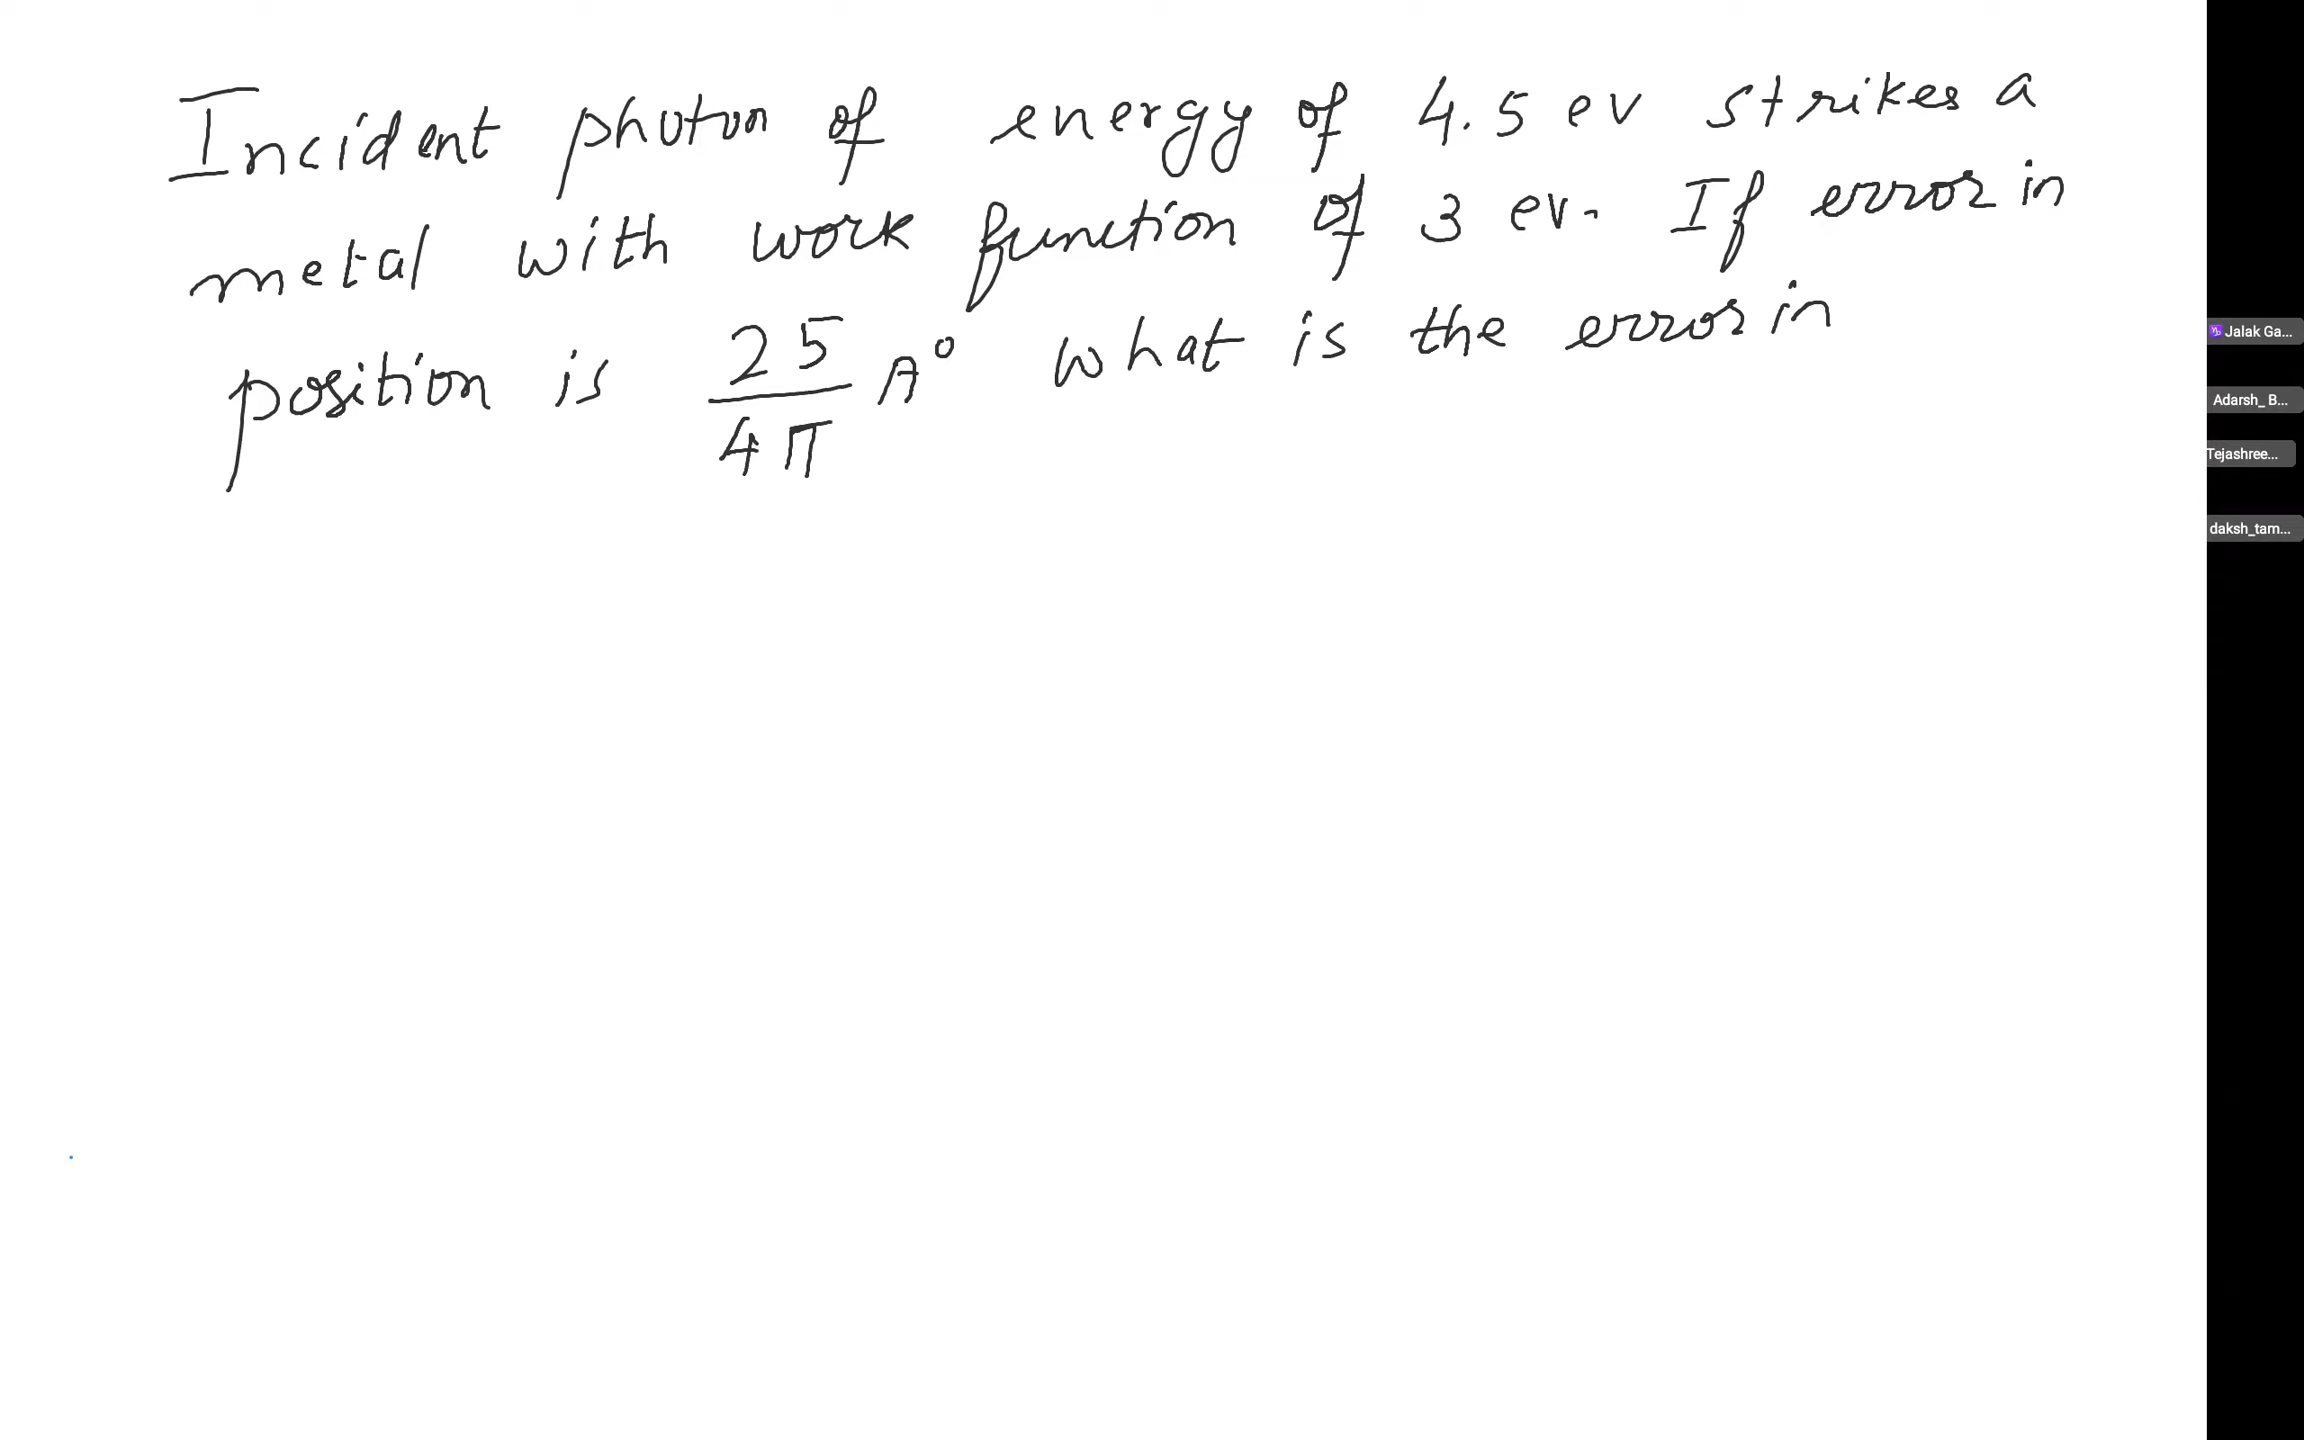 Incident photon of energy of 4.5 ev strikes a
metal with work function of 3 ev. If error in
position is 25/4π A° what is the error in
Jalak Ga...
Adarsh_ B...
Tejashree...
daksh_tam...